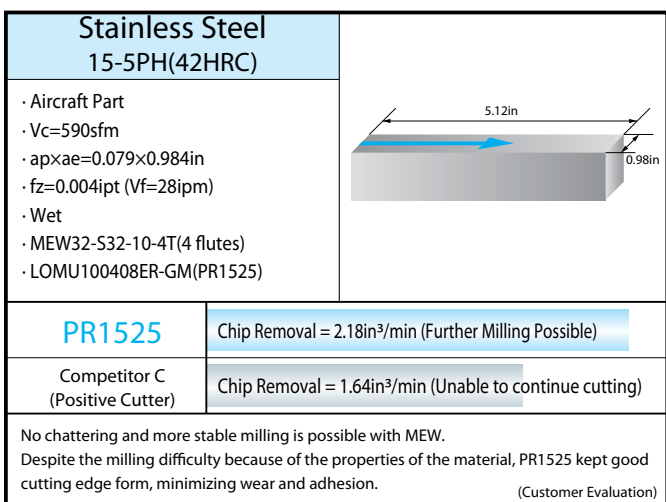 Stainless Steel
15-5PH(42HRC)
· Aircraft Part
· Vc=590sfm
· ap×ae=0.079×0.984in
· fz=0.004ipt (Vf=28ipm)
· Wet
· MEW32-S32-10-4T(4 flutes)
· LOMU100408ER-GM(PR1525)
5.12in
0.98in
PR1525
Chip Removal = 2.18in³/min (Further Milling Possible)
Competitor C
(Positive Cutter)
Chip Removal = 1.64in³/min (Unable to continue cutting)
No chattering and more stable milling is possible with MEW.
Despite the milling difficulty because of the properties of the material, PR1525 kept good
cutting edge form, minimizing wear and adhesion.
(Customer Evaluation)